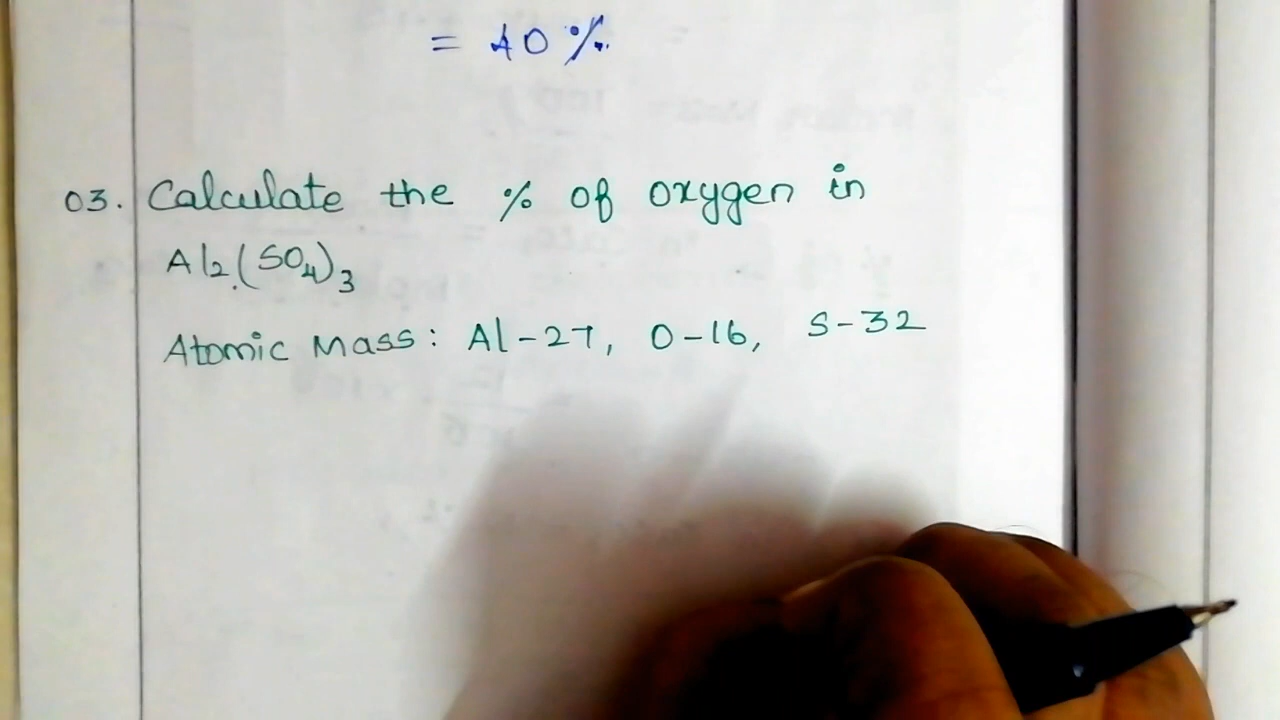 = 40 %.
03. Calculate the % of oxygen in
Al2(SO4)3
Atomic Mass: Al-27, O-16, S-32